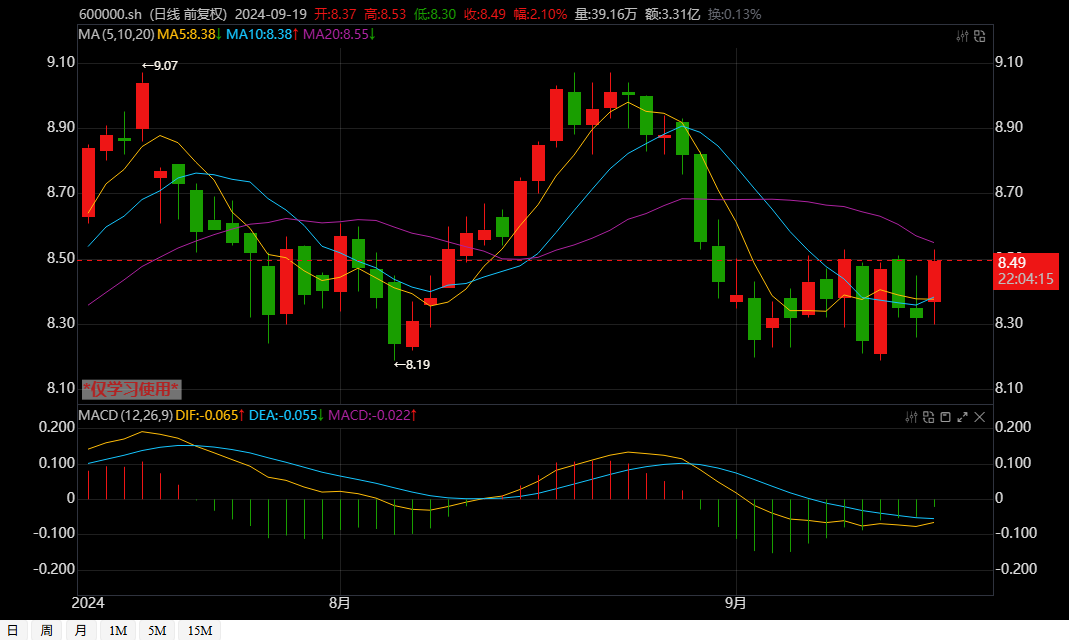 600000.sh (日线 前复权) 2024-09-19 开:8.37 高:8.53 低:8.30 收:8.49 幅:2.10% 量:39.16万 额:3.31亿 换:0.13%
MA(5,10,20) MA5:8.38↓ MA10:8.38↑ MA20:8.55↓
9.10 9.10
←9.07
8.90 8.90
8.70 8.70
8.50 8.49
22:04:15
8.30 8.30
←8.19
8.10 *仅学习使用* 8.10
MACD(12,26,9) DIF:-0.065↑ DEA:-0.055↓ MACD:-0.022↑
0.200 0.200
0.100 0.100
0 0
-0.100 -0.100
-0.200 -0.200
2024 8月 9月
日 周 月 1M 5M 15M